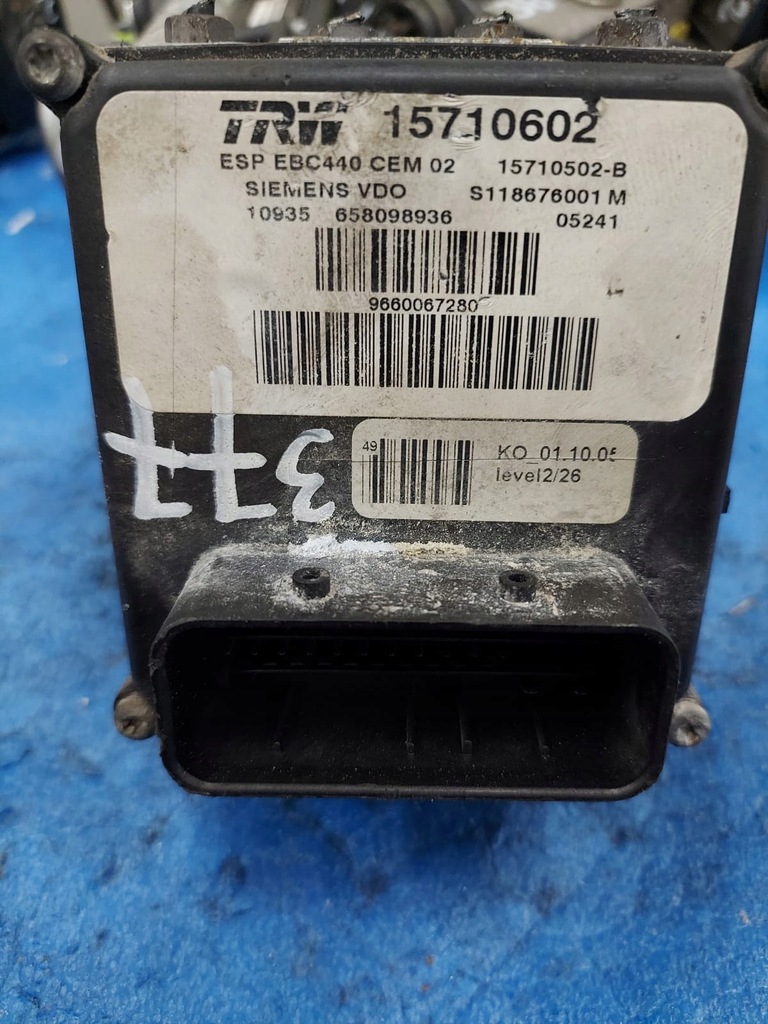 TRW 15710602
ESP EBC440 CEM 02 15710502-B
SIEMENS VDO S118676001 M
10935 658098936 05241
9660067280
377
49
KO_01.10.05
level2/26